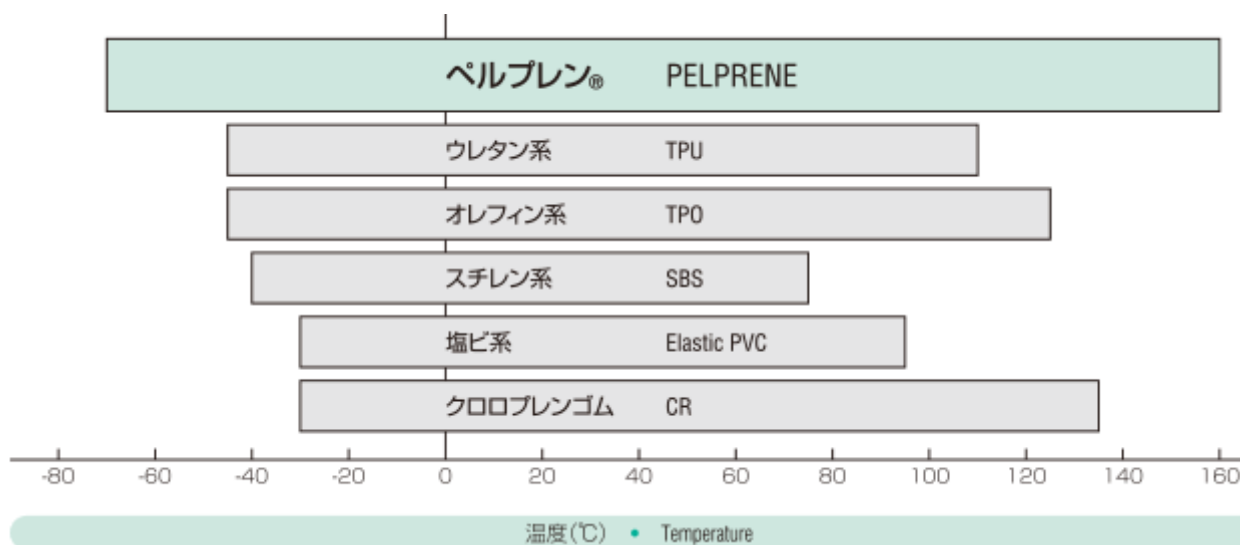 ペルプレン® PELPRENE
ウレタン系 TPU
オレフィン系 TPO
スチレン系 SBS
塩ビ系 Elastic PVC
クロロプレンゴム CR
-80 -60 -40 -20 0 20 40 60 80 100 120 140 160
温度(℃) • Temperature